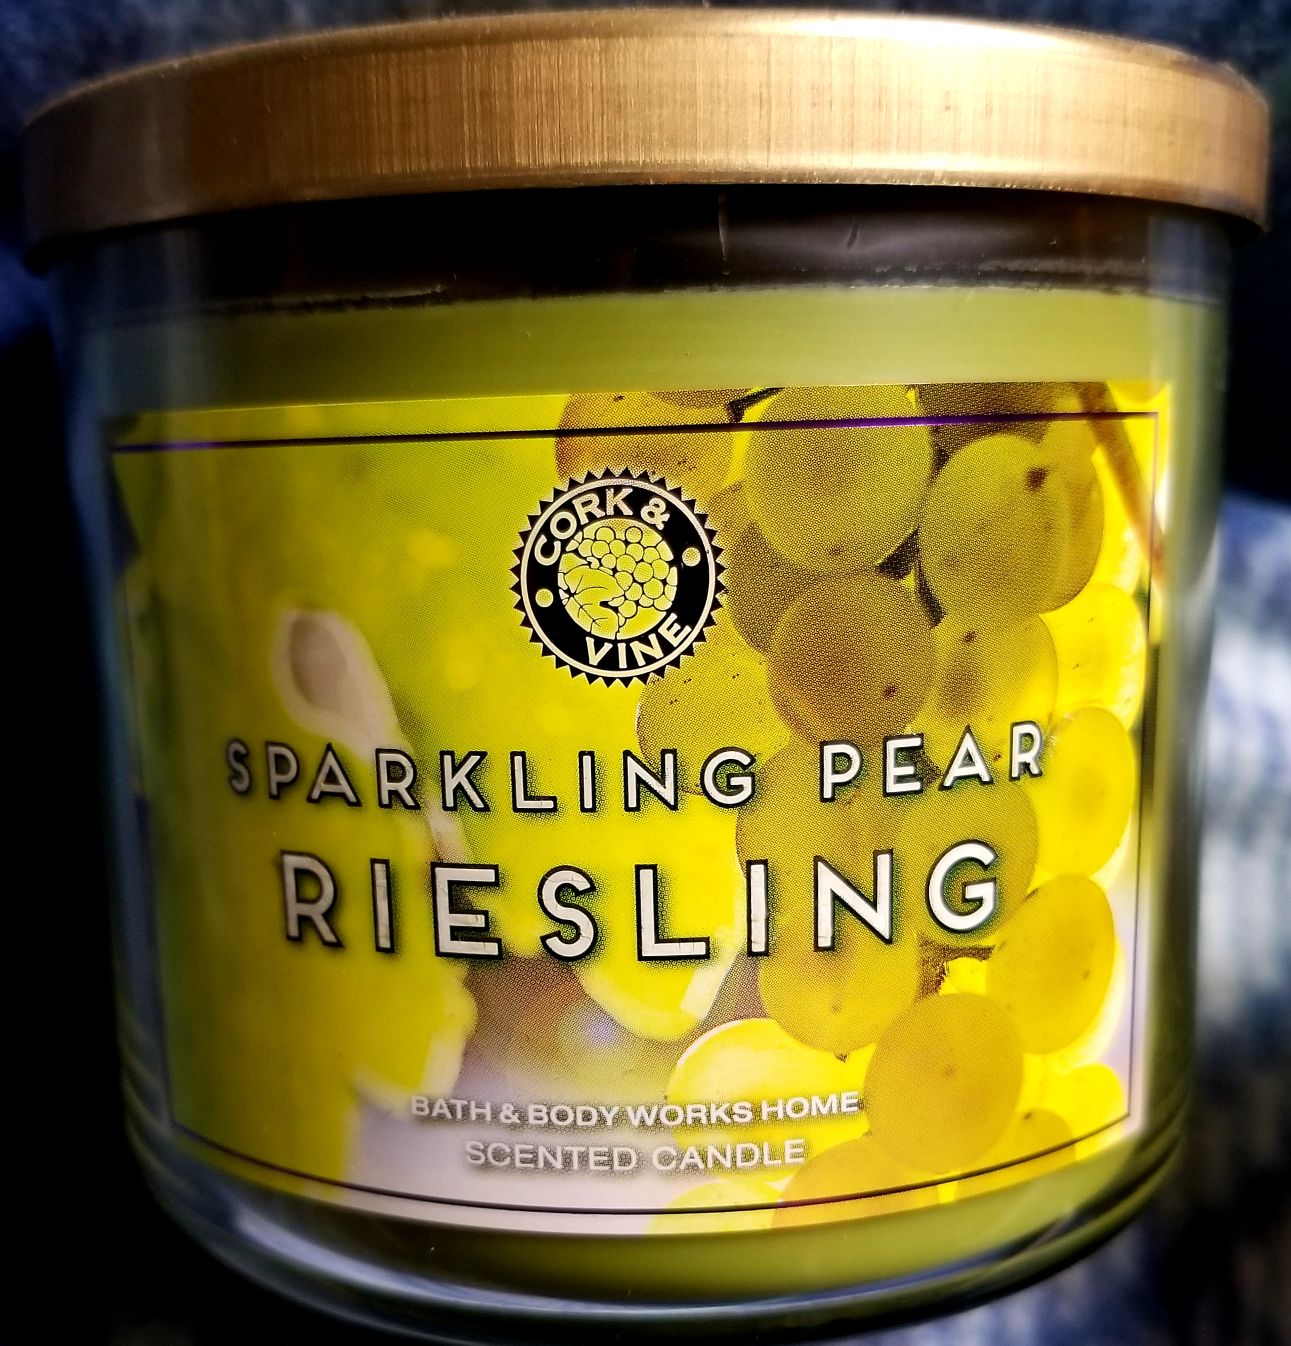 CORK &
VINE
SPARKLING PEAR
RIESLING
BATH & BODY WORKS HOME
SCENTED CANDLE